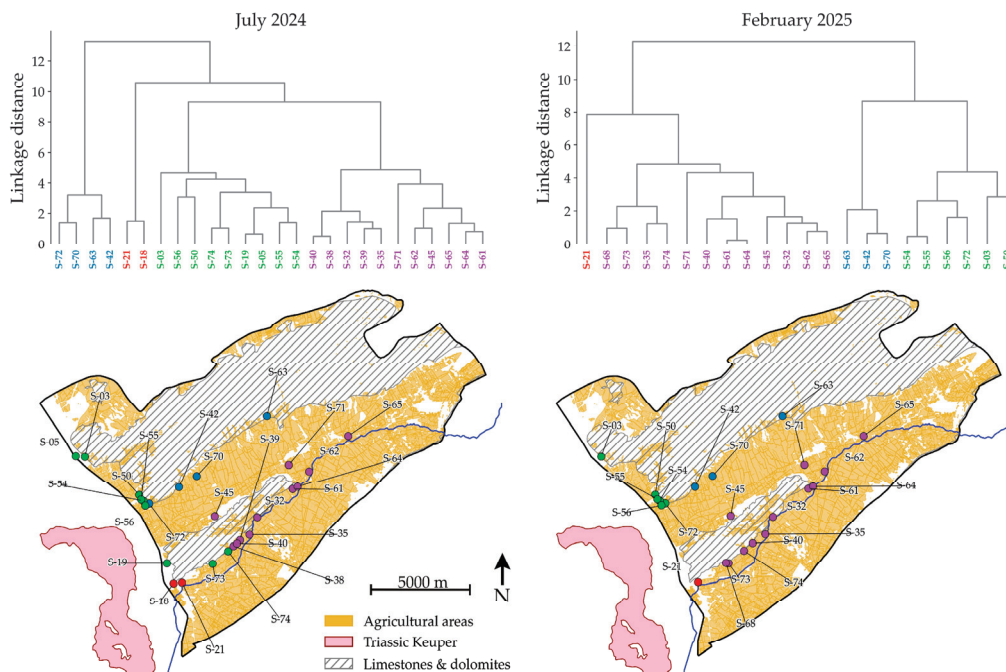 July 2024
Linkage distance
12
10
8
6
4
2
0
S-72
S-70
S-63
S-42
S-21
S-18
S-03
S-56
S-50
S-74
S-73
S-19
S-05
S-55
S-54
S-40
S-38
S-32
S-39
S-35
S-71
S-62
S-45
S-65
S-64
S-61
February 2025
Linkage distance
12
10
8
6
4
2
0
S-21
S-68
S-73
S-35
S-74
S-71
S-40
S-61
S-64
S-45
S-32
S-62
S-65
S-63
S-42
S-70
S-54
S-55
S-56
S-72
S-03
S-63
S-03
S-42
S-71
S-65
S-05
S-55
S-39
S-70
S-62
S-64
S-50
S-54
S-45
S-61
S-32
S-56
S-72
S-35
S-40
S-19
S-73
S-38
S-74
S-21
5000 m
N
Agricultural areas
Triassic Keuper
Limestones & dolomites
S-63
S-03
S-50
S-42
S-71
S-65
S-70
S-62
S-55
S-54
S-64
S-45
S-61
S-56
S-32
S-72
S-35
S-40
S-21
S-73
S-74
S-68